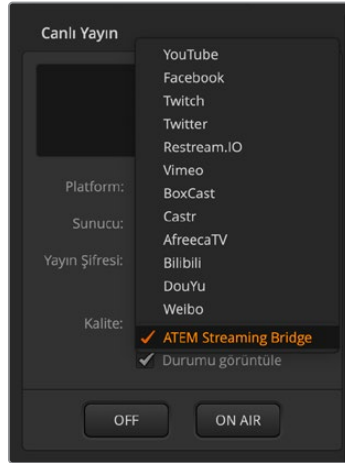 Canlı Yayın
YouTube
Facebook
Twitch
Twitter
Restream.IO
Vimeo
Platform:
BoxCast
Castr
Sunucu:
AfreecaTV
Yayın Şifresi:
Bilibili
DouYu
Weibo
Kalite:
ATEM Streaming Bridge
Durumu görüntüle
OFF
ON AIR